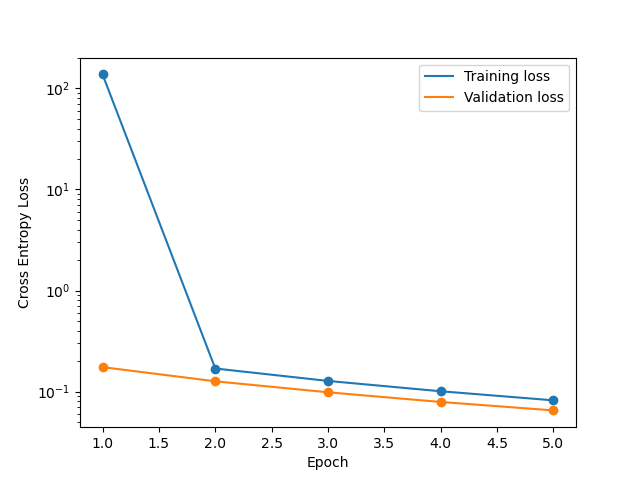 Training loss
Validation loss
10²
10¹
10⁰
10⁻¹
Cross Entropy Loss
1.0 1.5 2.0 2.5 3.0 3.5 4.0 4.5 5.0
Epoch